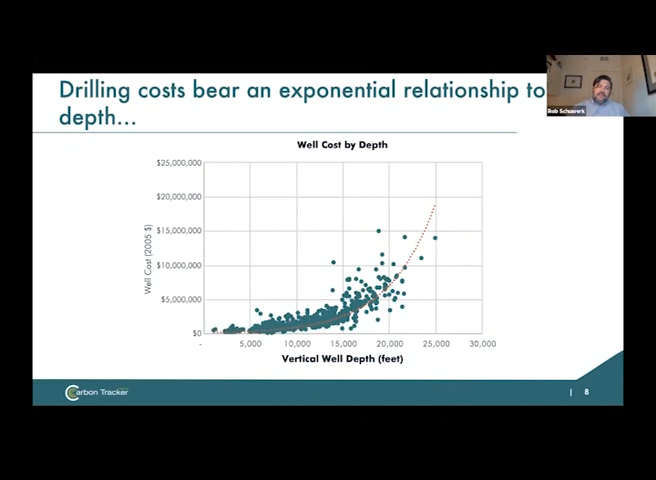 Drilling costs bear an exponential relationship to
depth...
Rob Schuwerk
Well Cost by Depth
Well Cost (2005 $)
$25,000,000
$20,000,000
$15,000,000
$10,000,000
$5,000,000
$0
-
5,000
10,000
15,000
20,000
25,000
30,000
Vertical Well Depth (feet)
Carbon Tracker
| 8